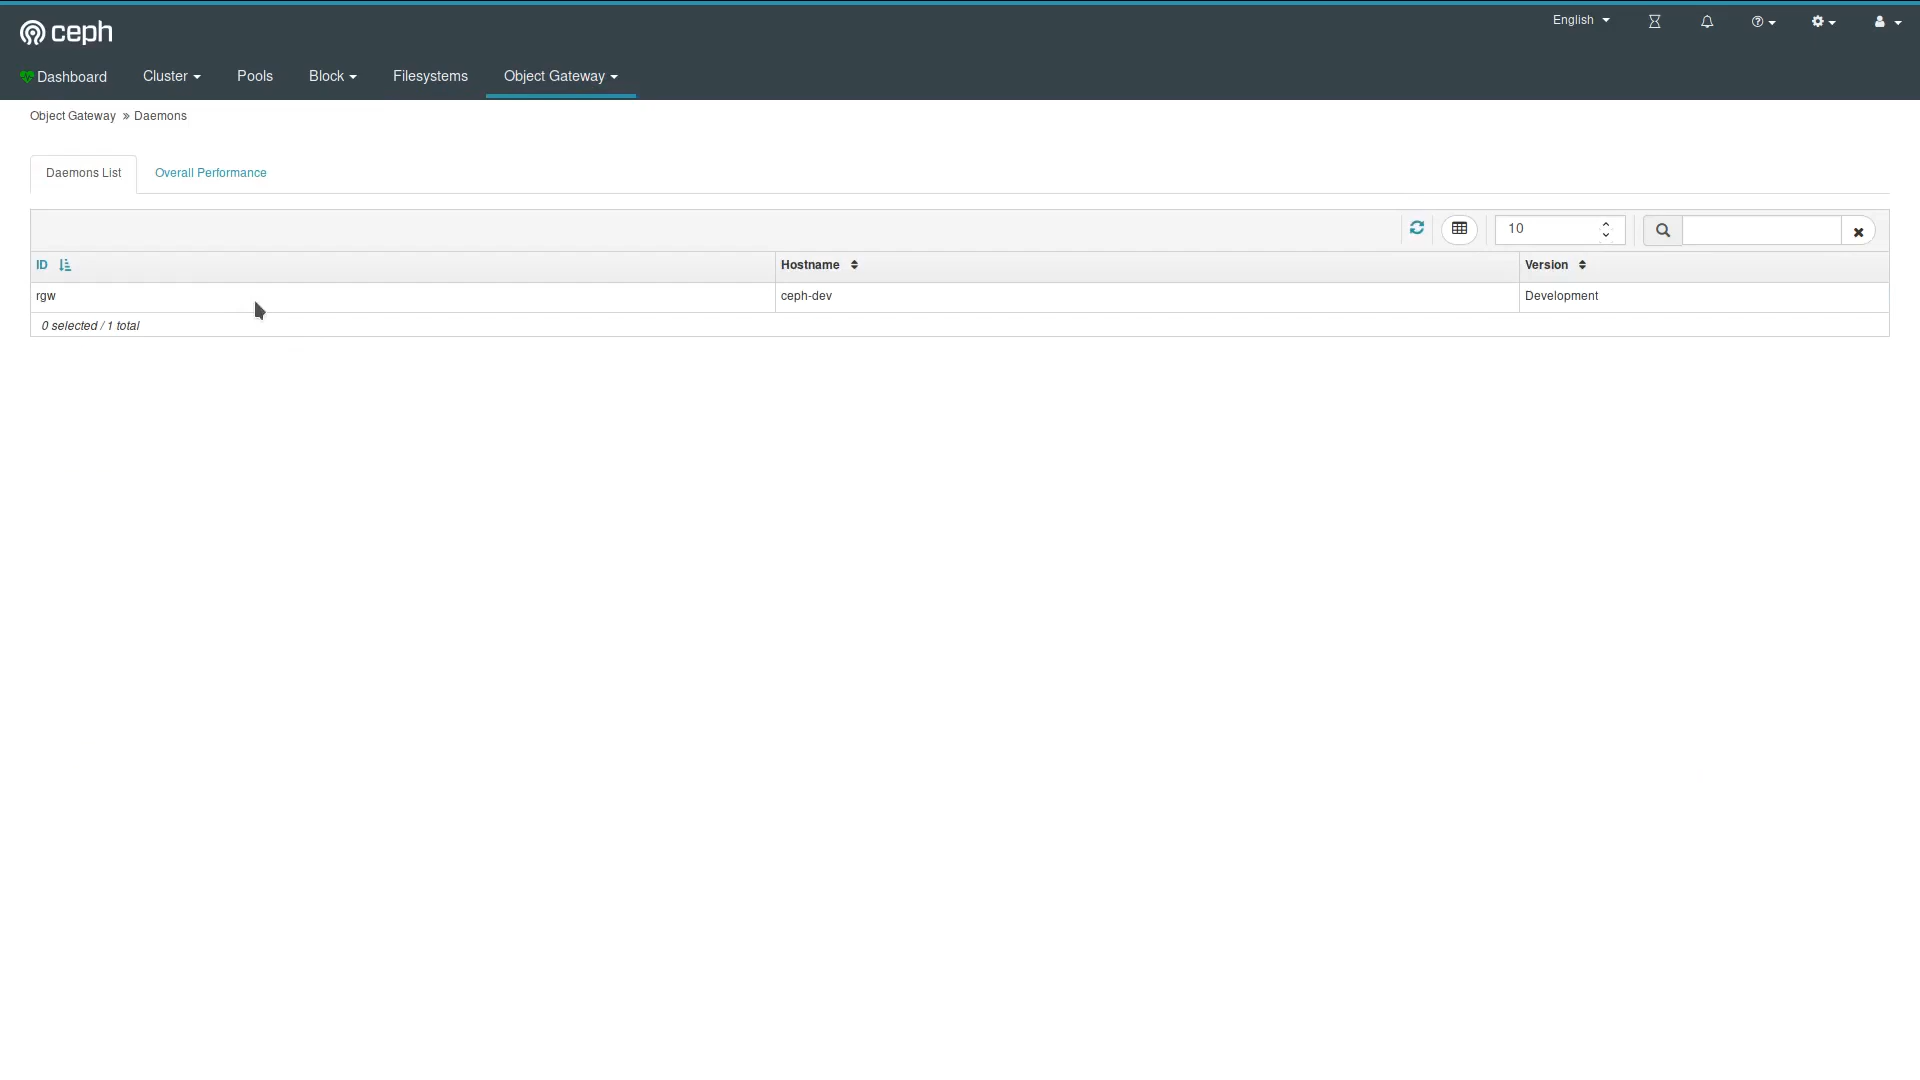 ceph
English
Dashboard Cluster Pools Block Filesystems Object Gateway
Object Gateway » Daemons
Daemons List Overall Performance
10
ID Hostname Version
rgw ceph-dev Development
0 selected / 1 total